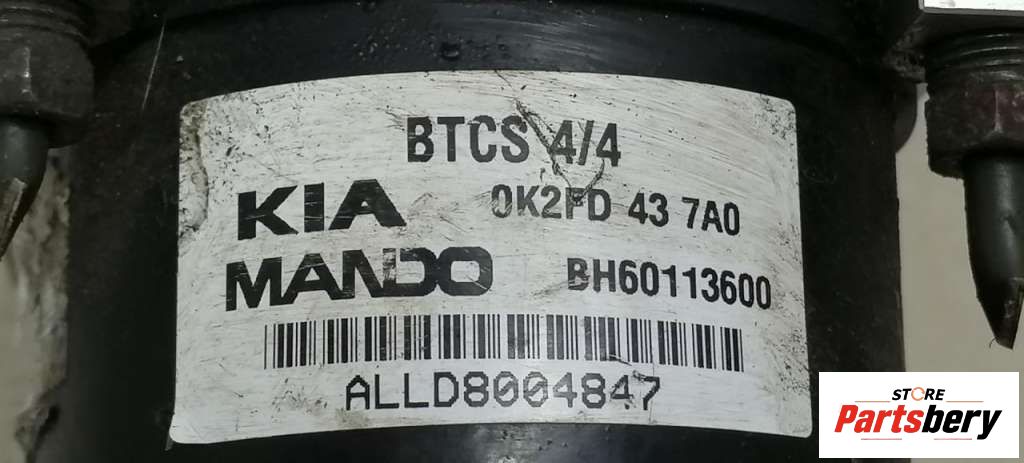 BTCS 4/4
KIA 0K2FD 43 7A0
MANDO BH60113600
ALLD8004847
STORE
Partsbery